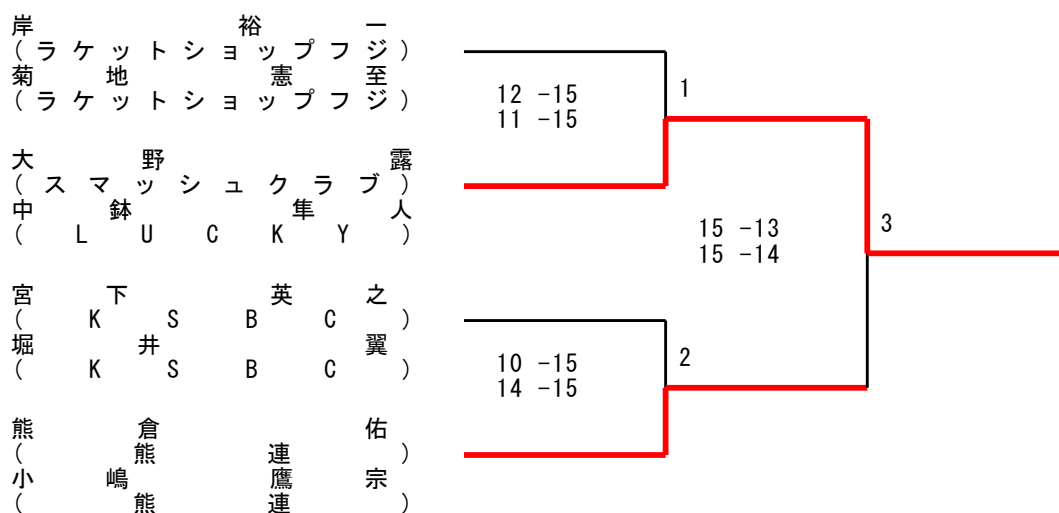 岸裕一
(ラケットショップフジ)
菊地憲至
(ラケットショップフジ)
12 -15
11 -15
1
大野露
(スマッシュクラブ)
中鉢隼人
(LUCKY)
15 -13
15 -14
3
宮下英之
(KSBC)
堀井翼
(KSBC)
10 -15
14 -15
2
熊倉佑
(熊連)
小嶋鷹宗
(熊連)